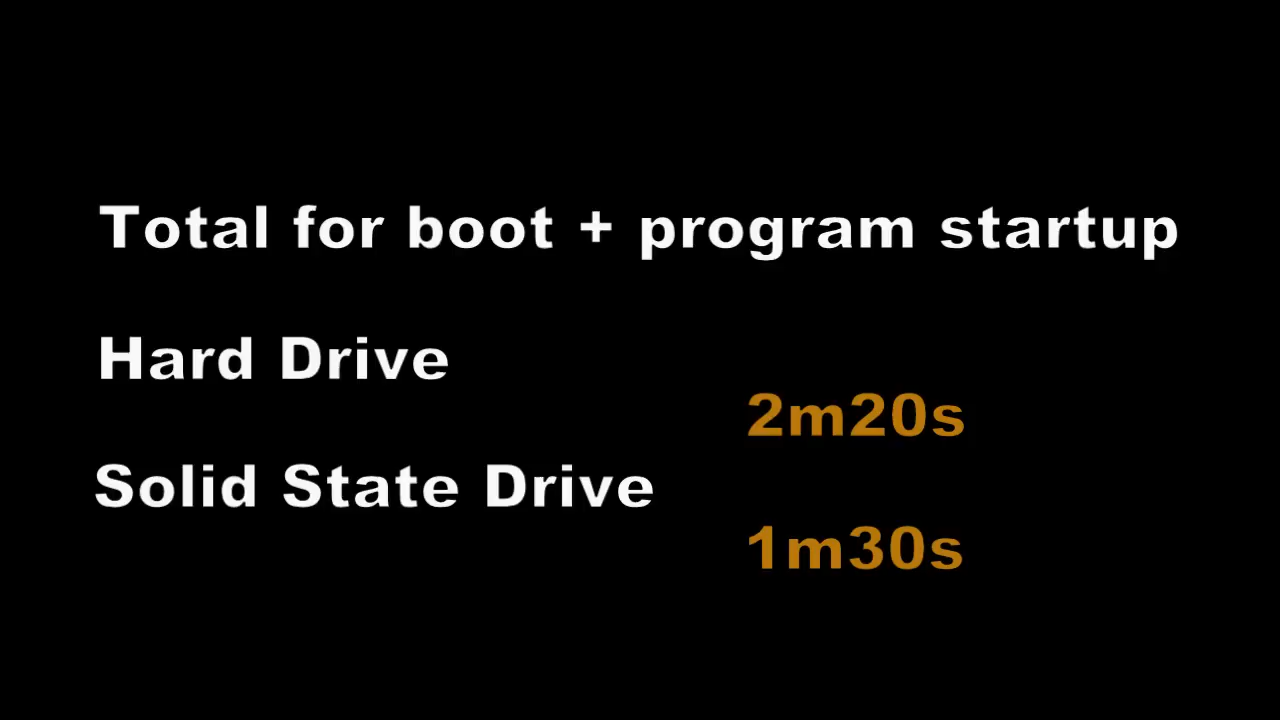 Total for boot + program startup
Hard Drive
2m20s
Solid State Drive
1m30s